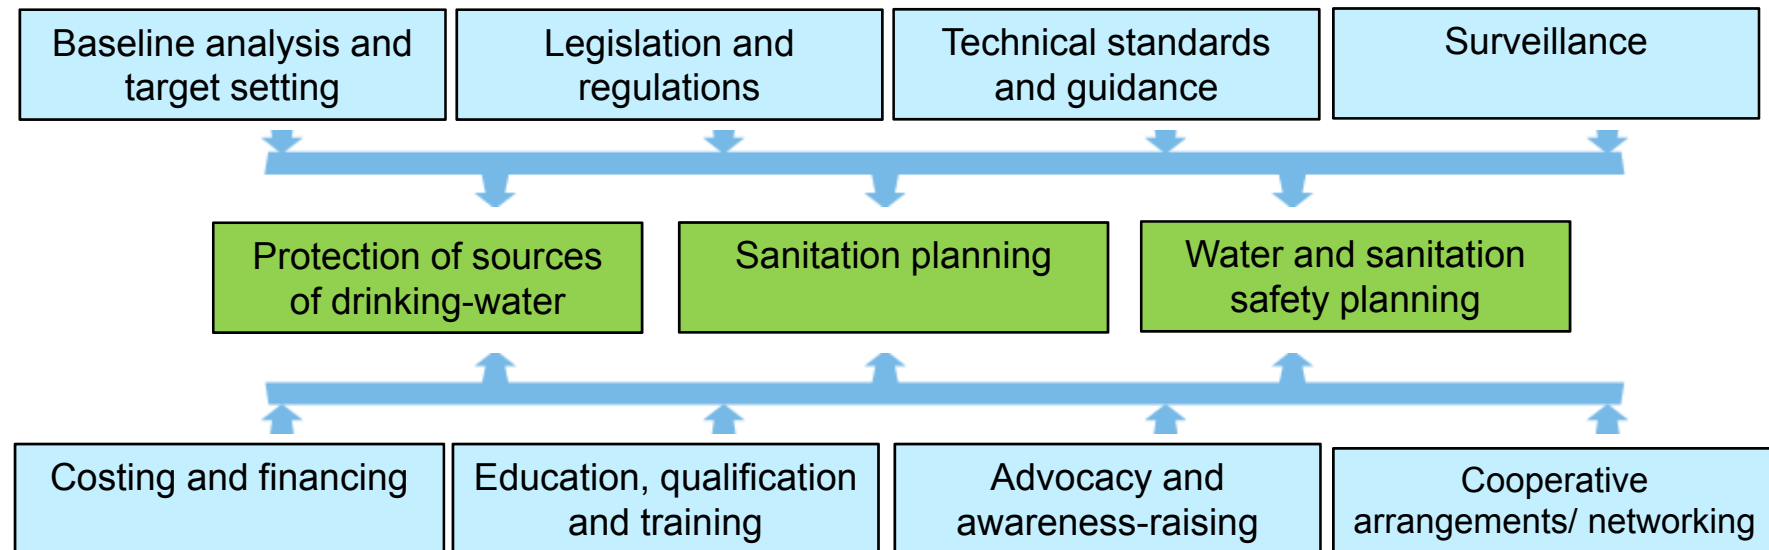 Baseline analysis and
target setting
Legislation and
regulations
Technical standards
and guidance
Surveillance
Protection of sources
of drinking-water
Sanitation planning
Water and sanitation
safety planning
Costing and financing
Education, qualification
and training
Advocacy and
awareness-raising
Cooperative
arrangements/ networking